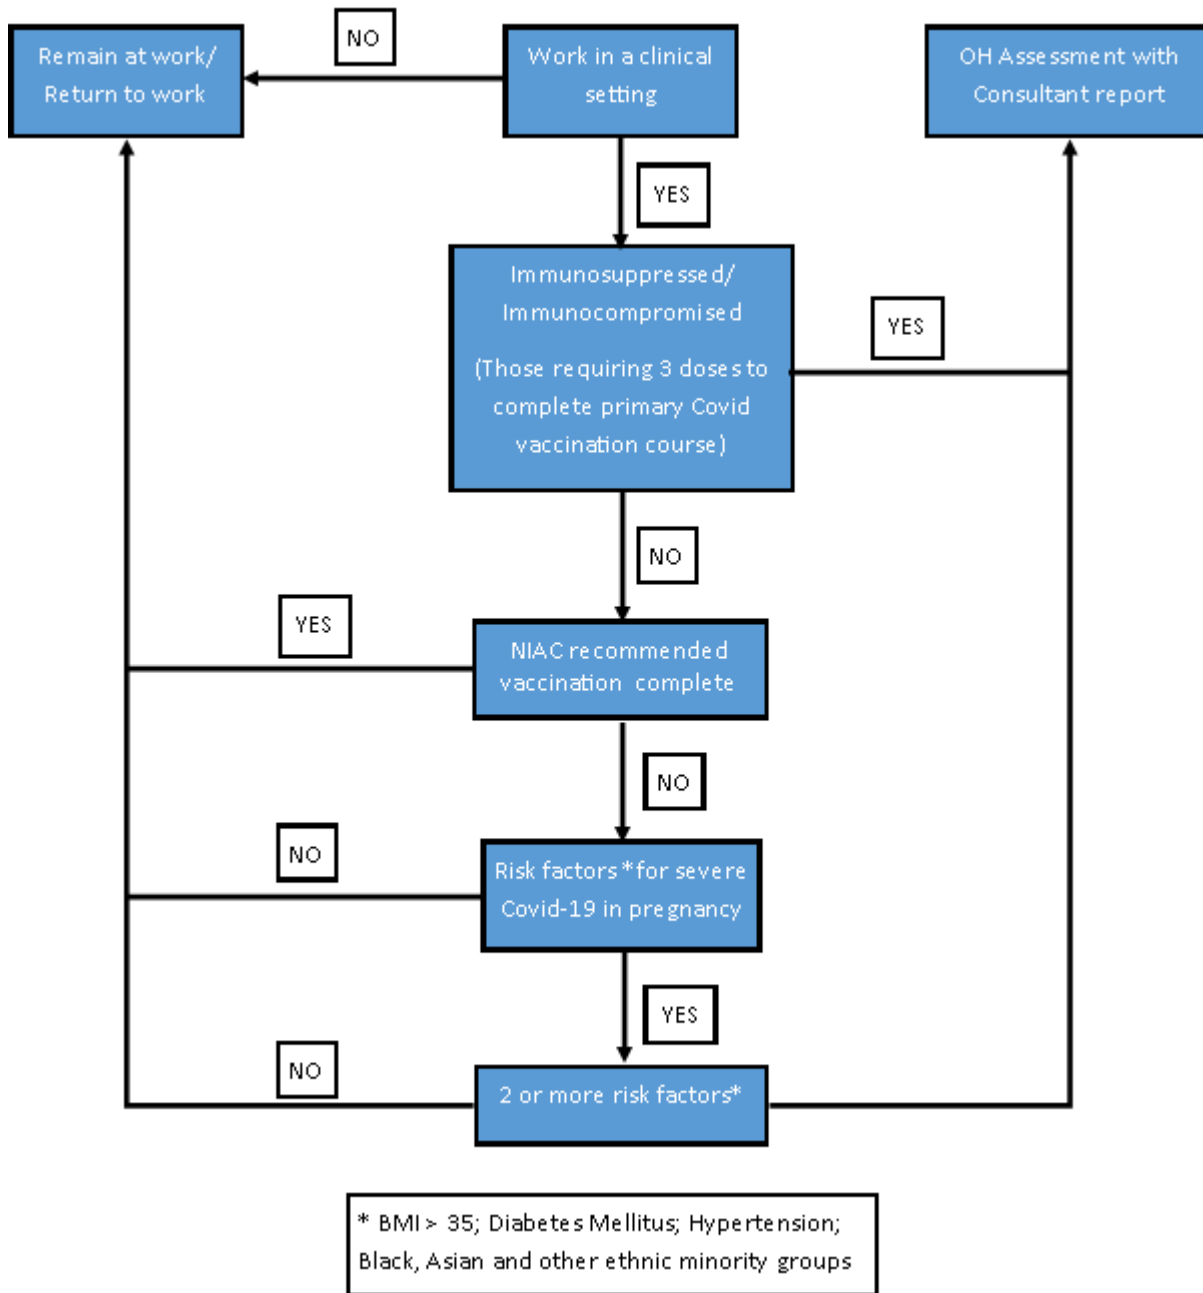 Remain at work/
Return to work
NO
Work in a clinical
setting
OH Assessment with
Consultant report
YES
Immunosuppressed/
Immunocompromised
(Those requiring 3 doses to
complete primary Covid
vaccination course)
YES
NO
YES
NIAC recommended
vaccination complete
NO
NO
Risk factors * for severe
Covid-19 in pregnancy
YES
NO
2 or more risk factors*
* BMI > 35; Diabetes Mellitus; Hypertension;
Black, Asian and other ethnic minority groups